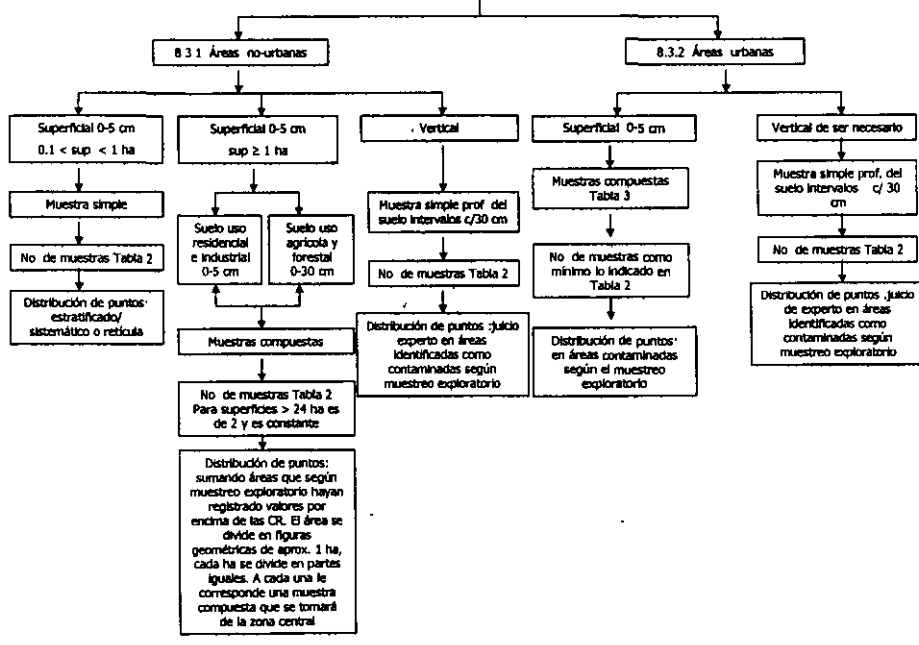 8 3 1 Áreas no-urbanas
8.3.2 Áreas urbanas
Superficial 0-5 cm
0.1 < sup < 1 ha
Muestra simple
No de muestras Tabla 2
Distribución de puntos·
estratificado/
sistemático o retícula
Superficial 0-5 cm
sup ≥ 1 ha
Suelo uso
residencial
e industrial
0-5 cm
Suelo uso
agrícola y
forestal
0-30 cm
Muestras compuestas
No de muestras Tabla 2
Para superficies > 24 ha es
de 2 y es constante
Distribución de puntos:
sumando áreas que según
muestreo exploratorio hayan
registrado valores por
encima de las CR. El área se
divide en figuras
geométricas de aprox. 1 ha,
cada ha se divide en partes
iguales. A cada una le
corresponde una muestra
compuesta que se tomará
de la zona central
Vertical
Muestra simple prof del
suelo intervalos c/30 cm
No de muestras Tabla 2
Distribución de puntos :juicio
experto en áreas
identificadas como
contaminadas según
muestreo exploratorio
Superficial 0-5 cm
Muestras compuestas
Tabla 3
No de muestras como
mínimo lo indicado en
Tabla 2
Distribución de puntos·
en áreas contaminadas
según el muestreo
exploratorio
Vertical de ser necesario
Muestra simple prof. del
suelo intervalos c/ 30
cm
No de muestras Tabla 2
Distribución de puntos .juicio
de experto en áreas
identificadas como
contaminadas según
muestreo exploratorio